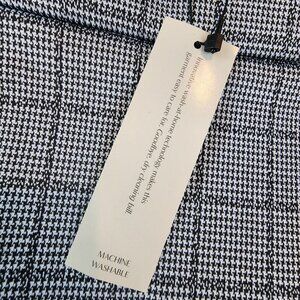 Innovative wash-at-home technology makes this
garment easy to care for. Goodbye, dry cleaning bill.
MACHINE
WASHABLE